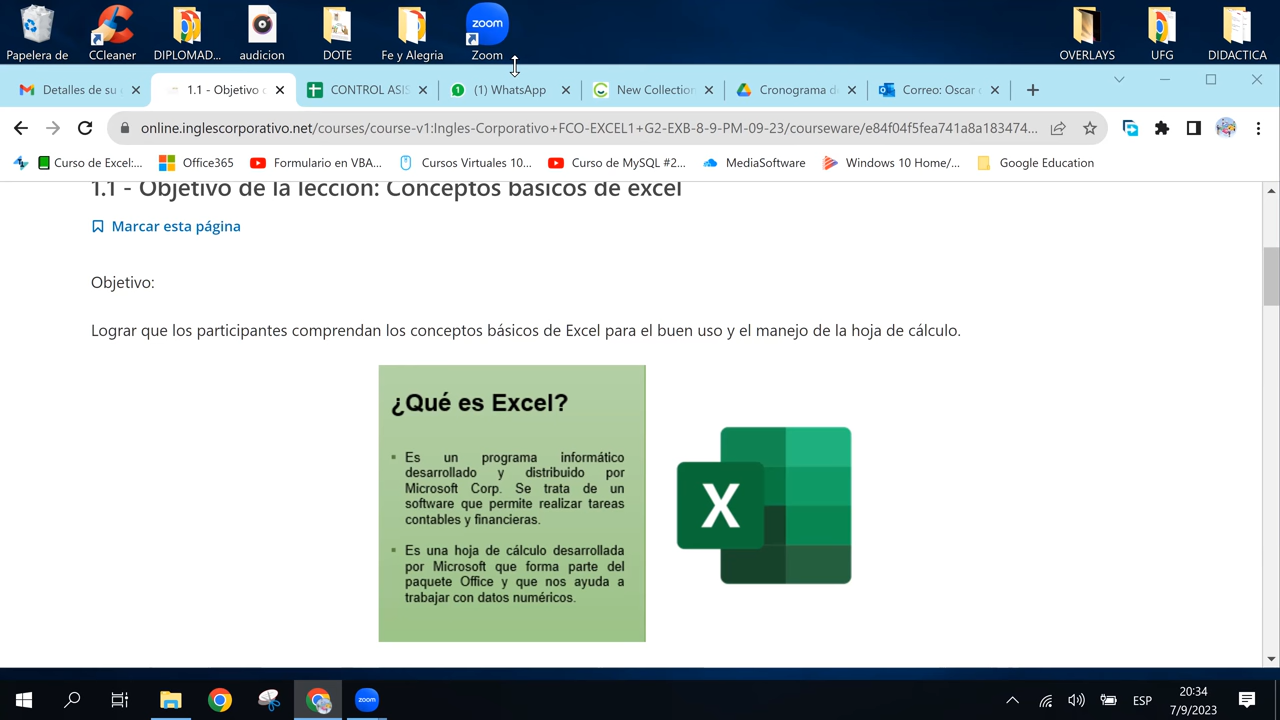 Papelera de
CCleaner
DIPLOMAD...
audicion
DOTE
Fe y Alegria
zoom
Zoom
OVERLAYS
UFG
DIDACTICA
Detalles de su
1.1 - Objetivo
CONTROL ASIS
(1) WhatsApp
New Collection
Cronograma d
Correo: Oscar
online.inglescorporativo.net/courses/course-v1:Ingles-Corporativo+FCO-EXCEL1+G2-EXB-8-9-PM-09-23/courseware/e84f04f5fea741a8a183474...
Curso de Excel:...
Office365
Formulario en VBA...
Cursos Virtuales 10...
Curso de MySQL #2...
MediaSoftware
Windows 10 Home/...
Google Education
1.1 - Objetivo de la lección: Conceptos básicos de excel
Marcar esta página
Objetivo:
Lograr que los participantes comprendan los conceptos básicos de Excel para el buen uso y el manejo de la hoja de cálculo.
¿Qué es Excel?
Es un programa informático
desarrollado y distribuido por
Microsoft Corp. Se trata de un
software que permite realizar tareas
contables y financieras.
Es una hoja de cálculo desarrollada
por Microsoft que forma parte del
paquete Office y que nos ayuda a
trabajar con datos numéricos.
X
zoom
ESP
20:34
7/9/2023